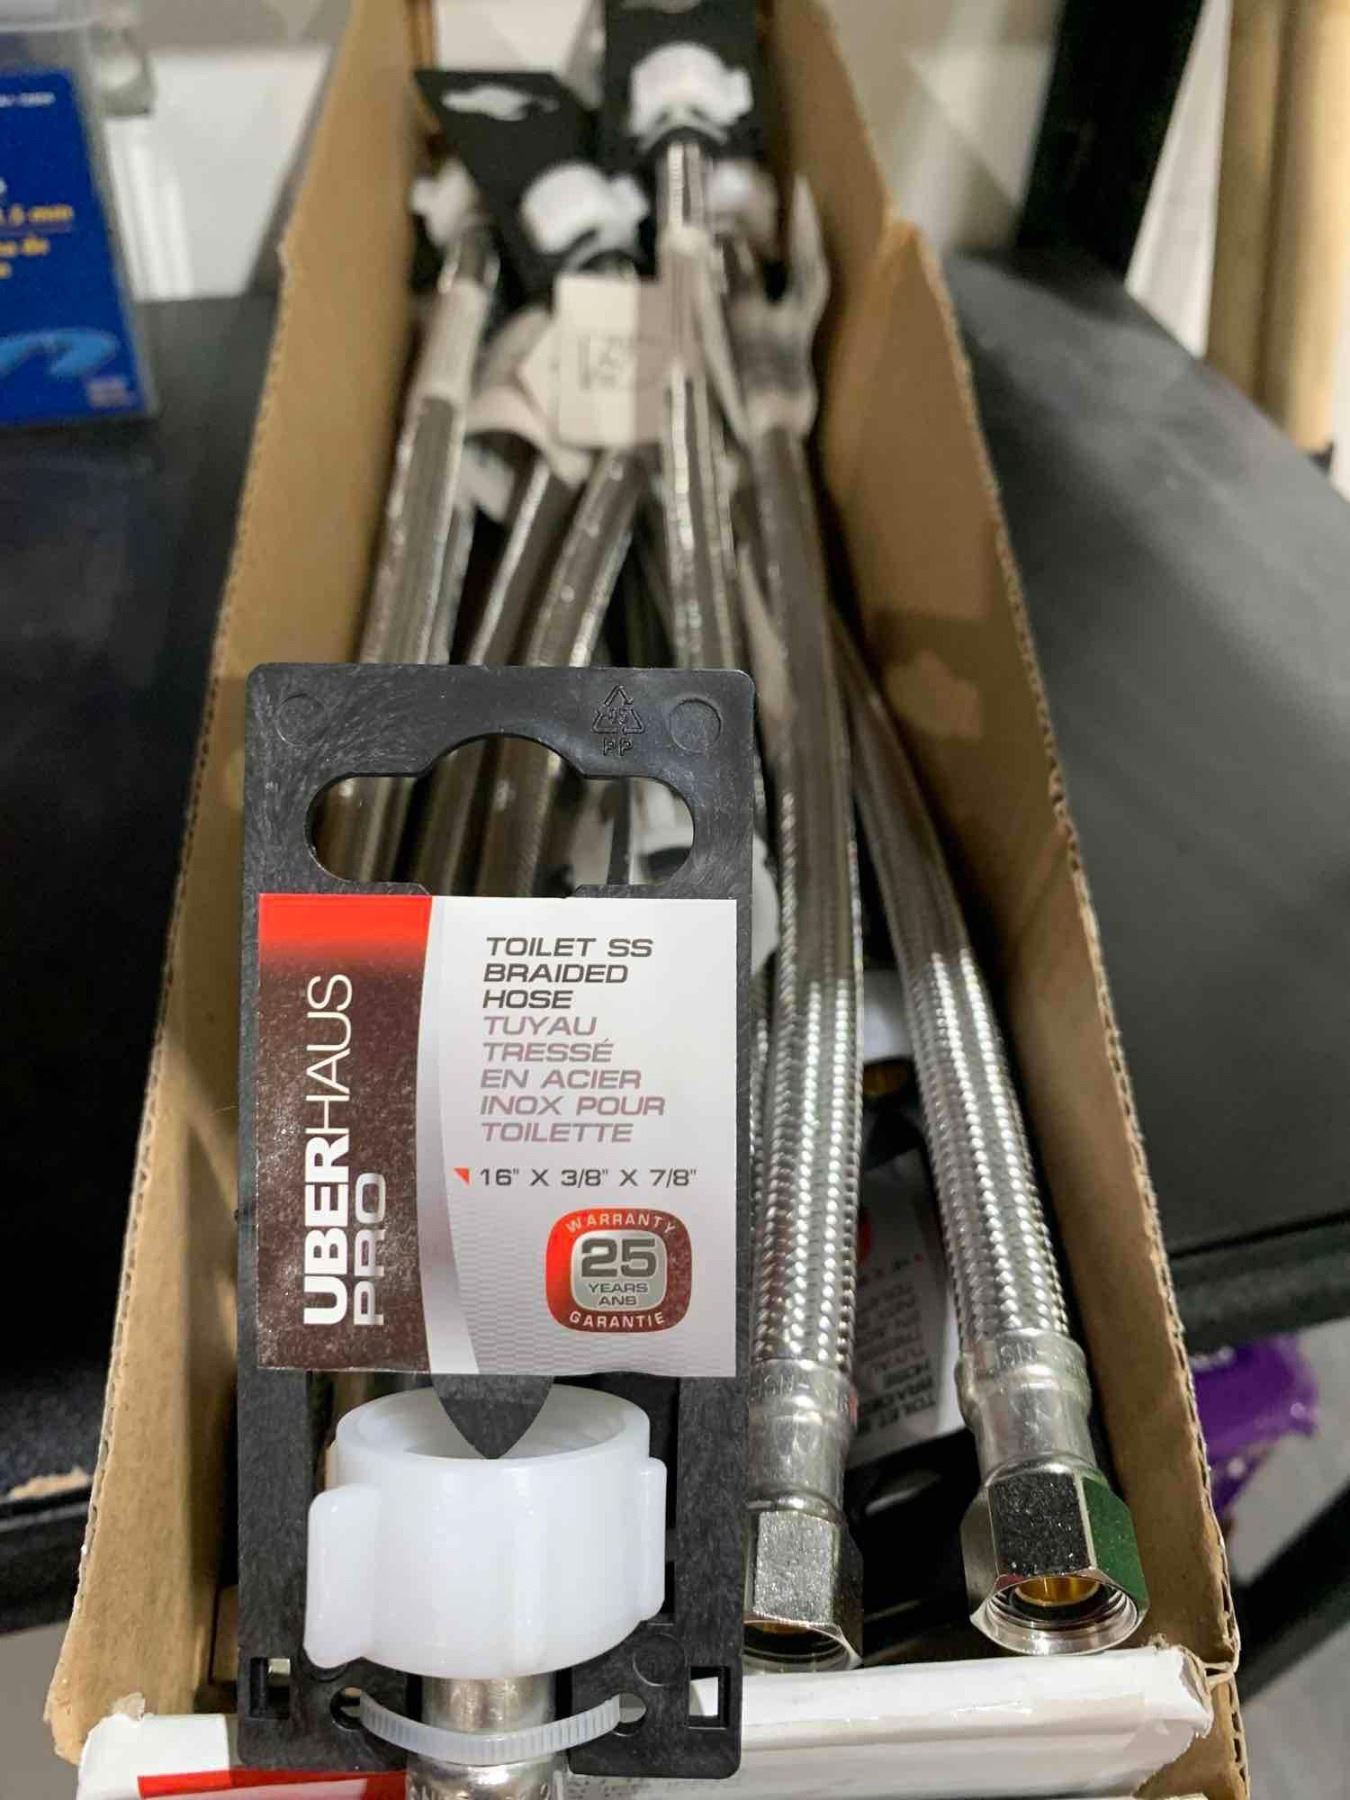 TOILET SS
BRAIDED
HOSE
TUYAU
TRESSÉ
EN ACIER
INOX POUR
TOILETTE
16" X 3/8" X 7/8"
WARRANTY
25
YEARS
ANS
GARANTIE
UBERHAUS
PRO
PP